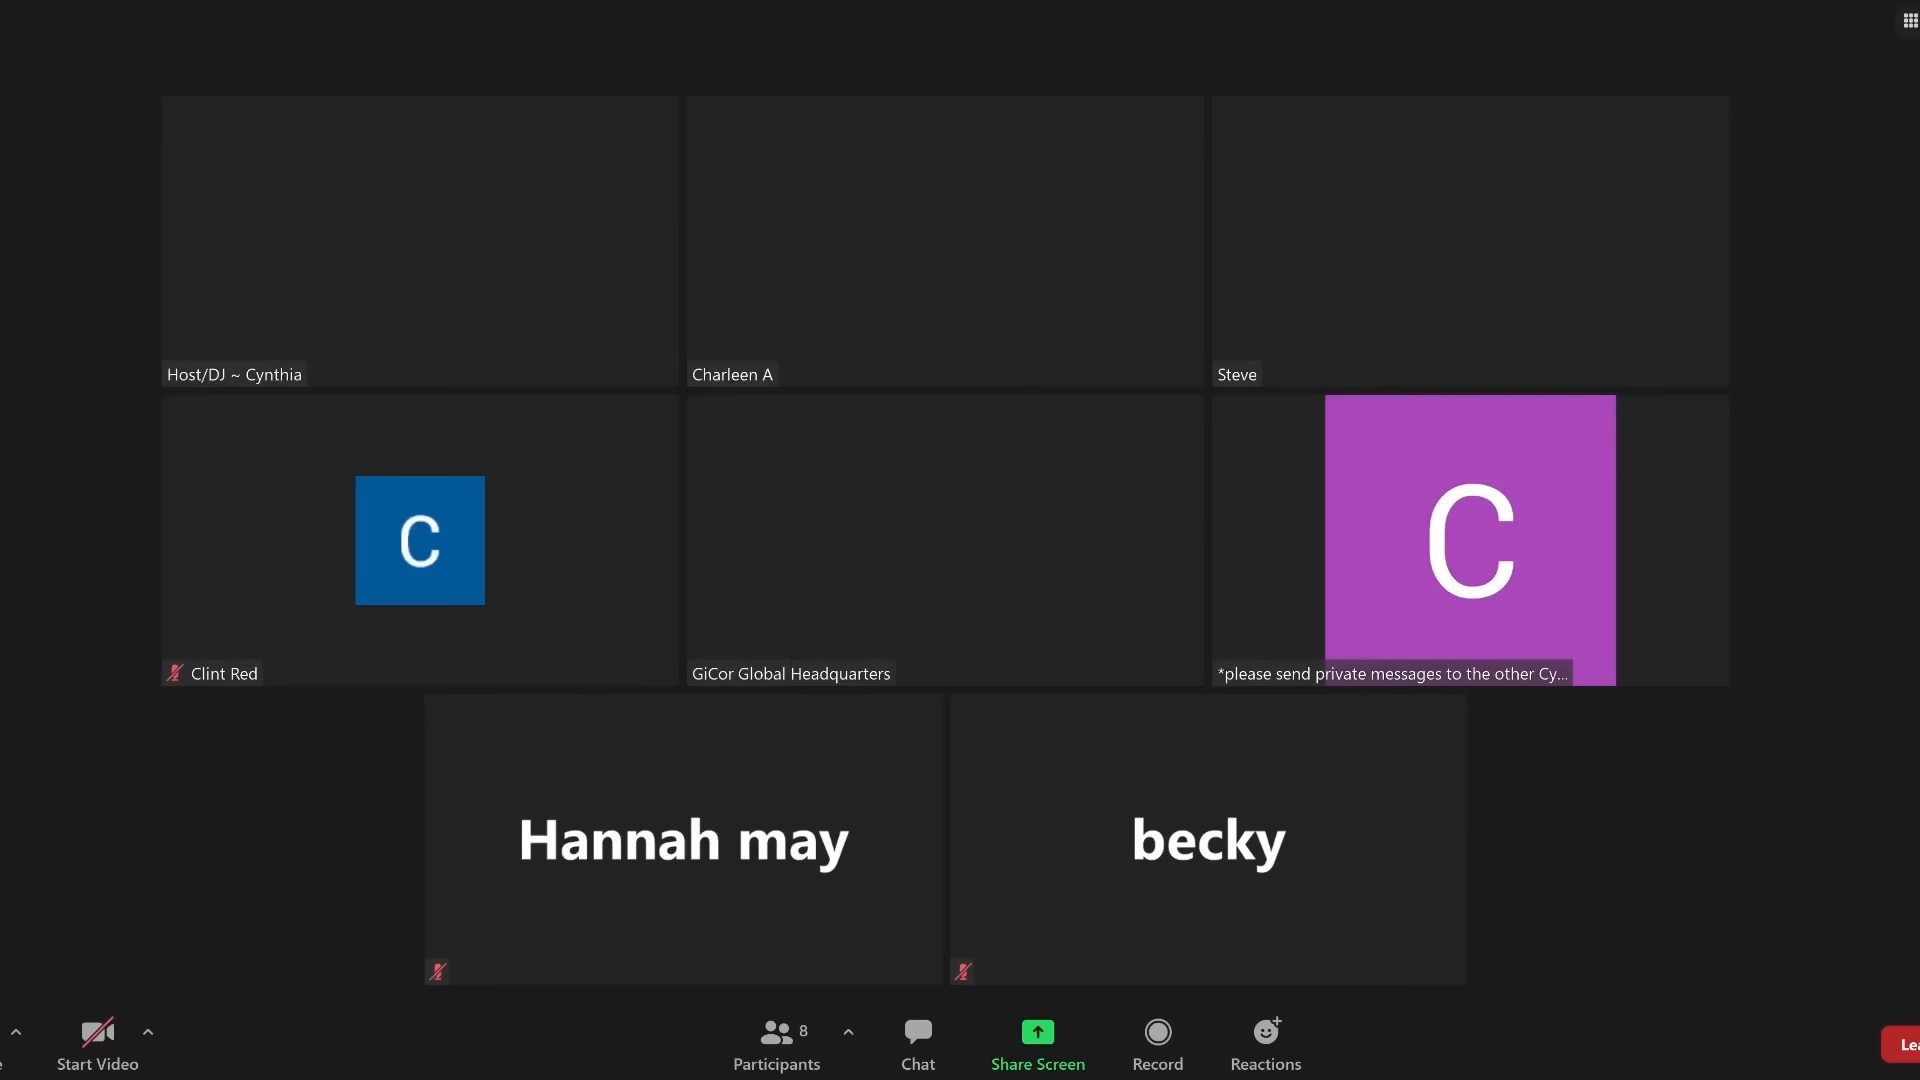 Host/DJ ~ Cynthia
Charleen A
Steve
C
Clint Red
GiCor Global Headquarters
C
*please send private messages to the other Cy...
Hannah may
becky
Start Video
8
Participants
Chat
Share Screen
Record
Reactions
Lea